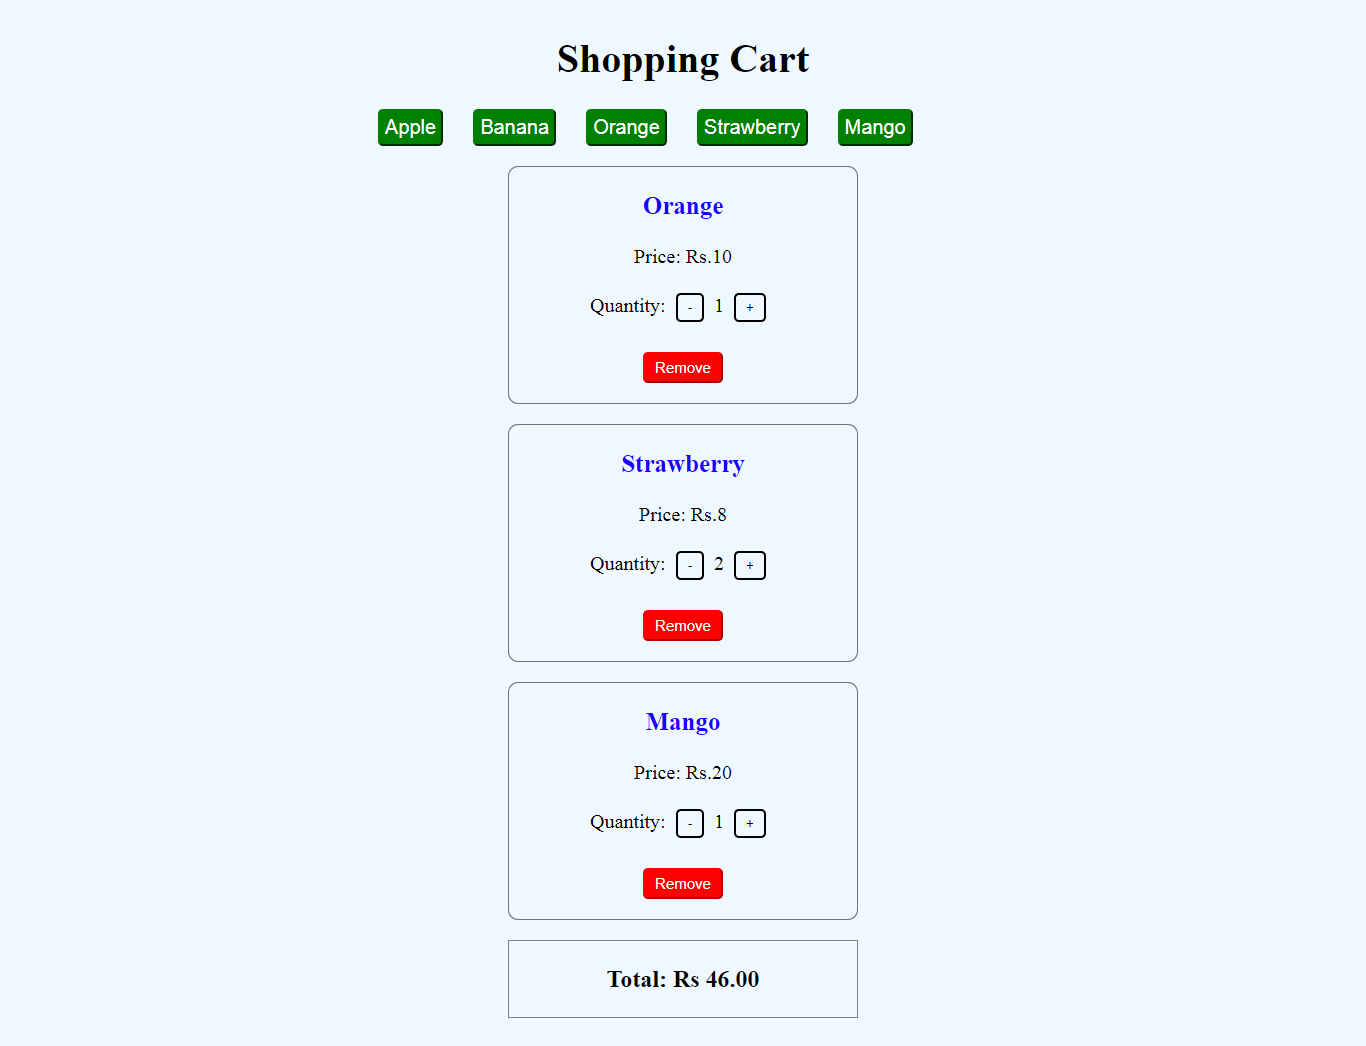 Shopping Cart
Apple Banana Orange Strawberry Mango
Orange
Price: Rs.10
Quantity: - 1 +
Remove
Strawberry
Price: Rs.8
Quantity: - 2 +
Remove
Mango
Price: Rs.20
Quantity: - 1 +
Remove
Total: Rs 46.00